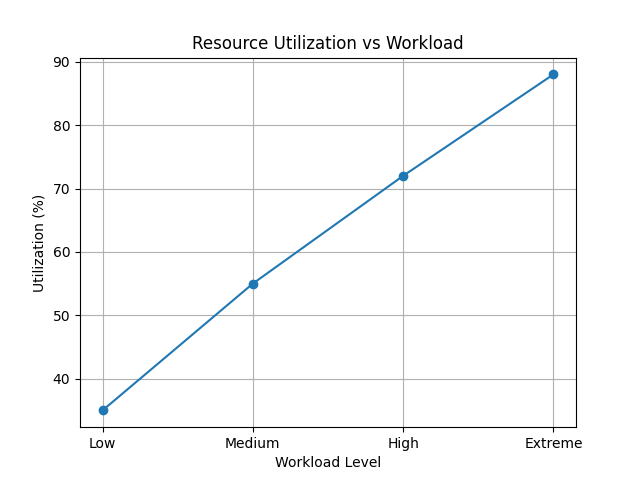 Resource Utilization vs Workload
Utilization (%)
90
80
70
60
50
40
Low Medium High Extreme
Workload Level